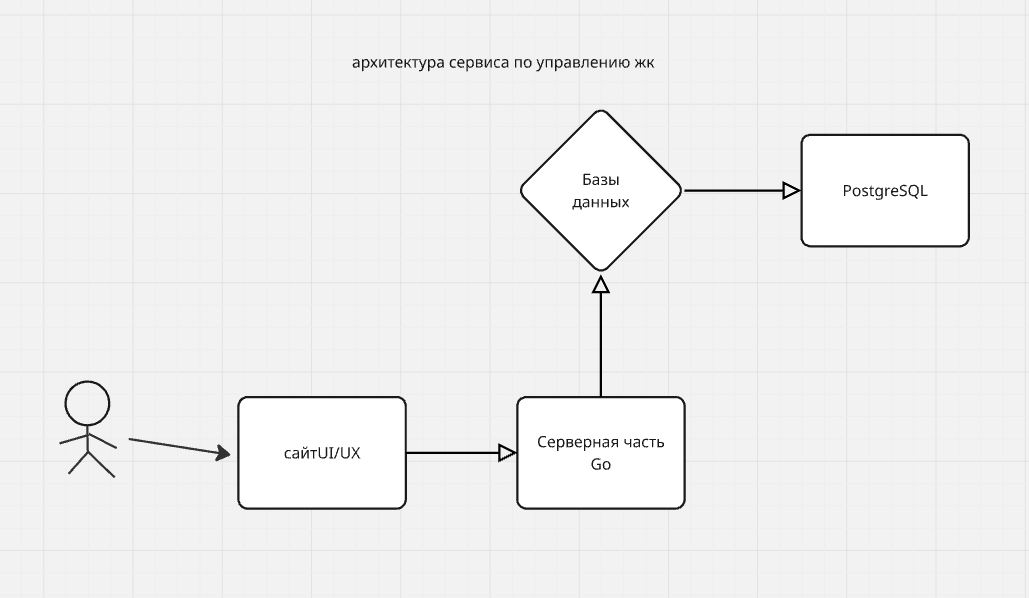 архитектура сервиса по управлению жк
Базы
данных
PostgreSQL
сайтUI/UX
Серверная часть
Go